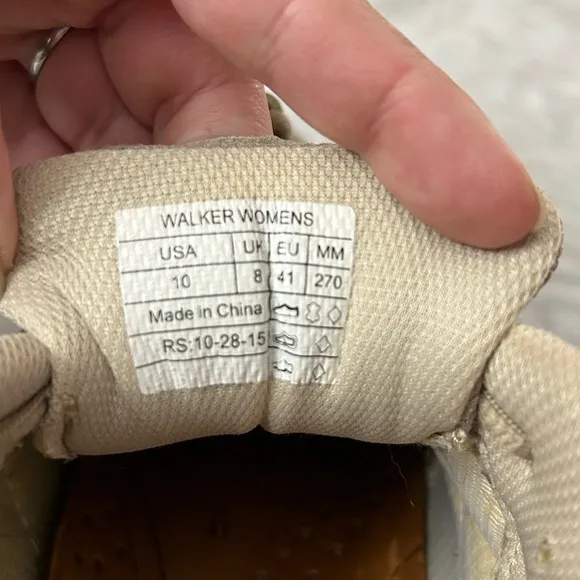 WALKER WOMENS
USA UK EU MM
10 8 41 270
Made in China
RS:10-28-15